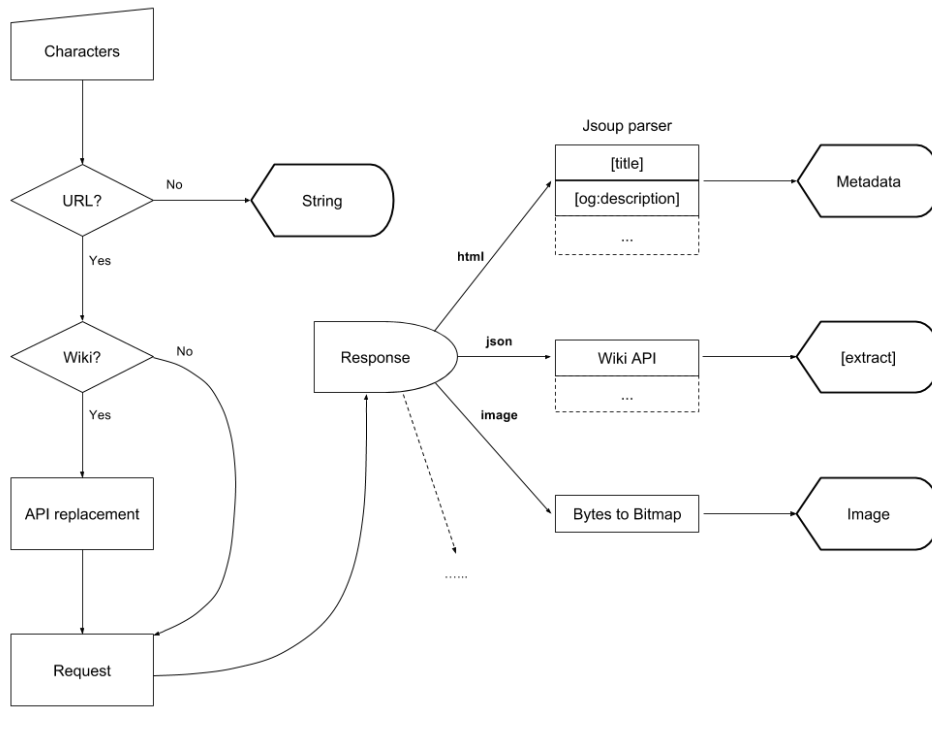 Characters
URL?
No
String
Yes
Wiki?
No
Yes
API replacement
Request
Response
html
json
image
......
Jsoup parser
[title]
[og:description]
...
Metadata
Wiki API
...
[extract]
Bytes to Bitmap
Image